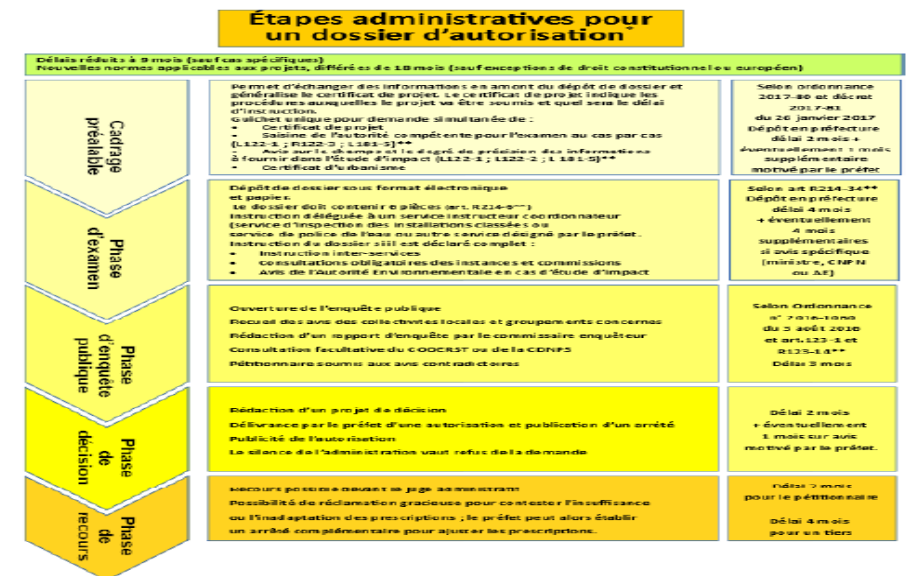 Étapes administratives pour
un dossier d'autorisation*
Délais réduits à 9 mois (sauf cas spécifiques)
Nouvelles normes applicables aux projets, différées de 18 mois (sauf exceptions de droit constitutionnel ou européen)
Cadrage
préalable
Permet d'échanger des informations en amont du dépôt de dossier et
généralise le certificat de projet. Le certificat de projet indique les
procédures auxquelles le projet va être soumis et quel sera le délai
d'instruction.
Guichet unique pour demande simultanée de :
• Certificat de projet
• Saisine de l'autorité compétente pour l'examen au cas par cas
(L122-1 ; R122-3 ; L181-5)**
• Avis sur le champ et le degré de précision des informations
à fournir dans l'étude d'impact (L122-1 ; L122-2 ; L181-5)**
• Certificat d'urbanisme
Selon ordonnance
2017-80 et décret
2017-81
du 26 janvier 2017
Dépôt en préfecture
délai 2 mois +
éventuellement 1 mois
supplémentaire
motivé par le préfet
Phase
d'examen
Dépôt de dossier sous format électronique
et papier.
Le dossier doit contenir 6 pièces (art. R214-6**)
Instruction déléguée à un service instructeur coordonnateur
(service d'inspection des installations classées ou
service de police de l'eau ou autre service désigné par le préfet.
Instruction du dossier est déclaré complet :
• Instruction inter-services
• Consultations obligatoires des instances et commissions
• Avis de l'Autorité Environnementale en cas d'étude d'impact
Selon art R214-34**
Dépôt en préfecture
délai 4 mois
+ éventuellement
4 mois
supplémentaires
si avis spécifique
(ministre, CNPN
ou AE)
Phase
d'enquête
publique
Ouverture de l'enquête publique
Recueil des avis des collectivités locales et groupements concernés
Rédaction d'un rapport d'enquête par le commissaire enquêteur
Consultation facultative du CODERST ou de la CDNPS
Pétitionnaire soumis aux avis contradictoires
Selon Ordonnance
n° 2016-1060
du 3 août 2016
et art.123-1 et
R123-14**
Délai 3 mois
Phase
de
décision
Rédaction d'un projet de décision
Délivrance par le préfet d'une autorisation et publication d'un arrêté
Publicité de l'autorisation
Le silence de l'administration vaut refus de la demande
Délai 2 mois
+ éventuellement
1 mois sur avis
motivé par le préfet.
Phase
de
recours
Recours possible devant le juge administratif
Possibilité de réclamation gracieuse pour contester l'insuffisance
ou l'inadaptation des prescriptions ; le préfet peut alors établir
un arrêté complémentaire pour ajuster les prescriptions.
Délai 2 mois
pour le pétitionnaire
Délai 4 mois
pour un tiers